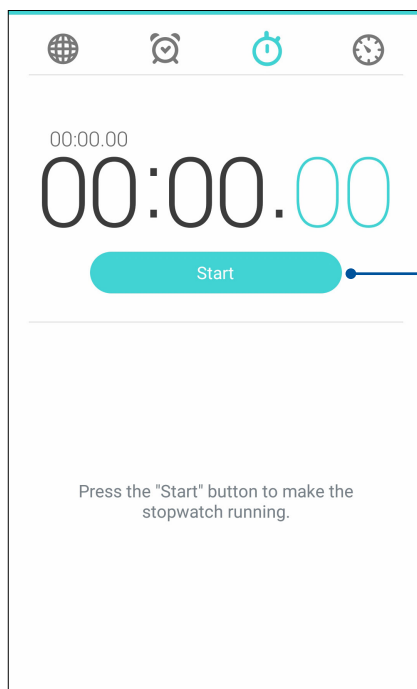 00:00.00
00:00.00
Start
Press the "Start" button to make the
stopwatch running.